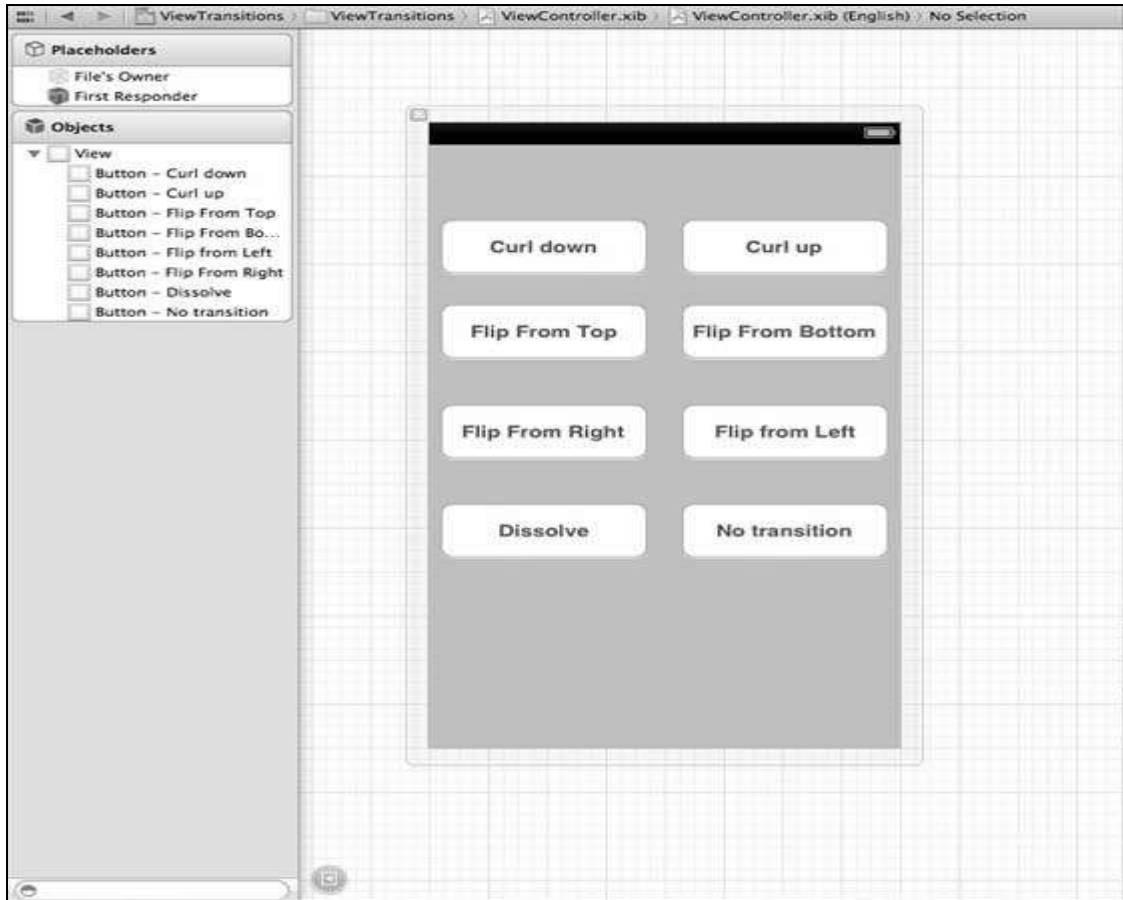 ViewTransitions ViewTransitions ViewController.xib ViewController.xib (English) No Selection
Placeholders
File's Owner
First Responder
Objects
View
Button - Curl down
Button - Curl up
Button - Flip From Top
Button - Flip From Bo...
Button - Flip from Left
Button - Flip From Right
Button - Dissolve
Button - No transition
Curl down Curl up
Flip From Top Flip From Bottom
Flip From Right Flip from Left
Dissolve No transition